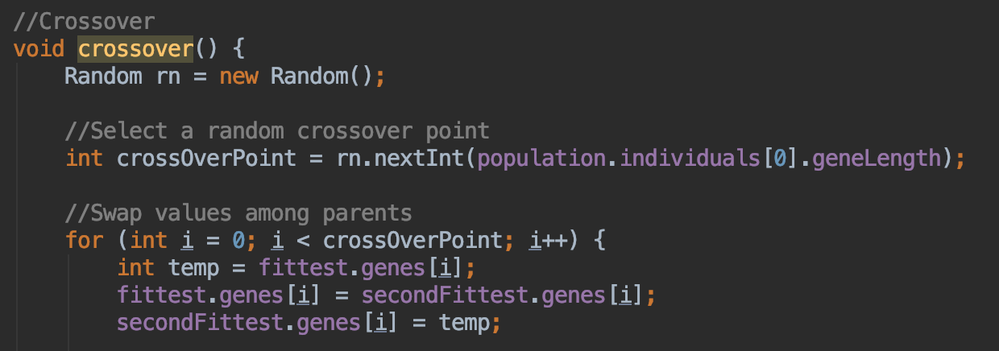 //Crossover
void crossover() {
Random rn = new Random();
//Select a random crossover point
int crossOverPoint = rn.nextInt(population.individuals[0].geneLength);
//Swap values among parents
for (int i = 0; i < crossOverPoint; i++) {
int temp = fittest.genes[i];
fittest.genes[i] = secondFittest.genes[i];
secondFittest.genes[i] = temp;